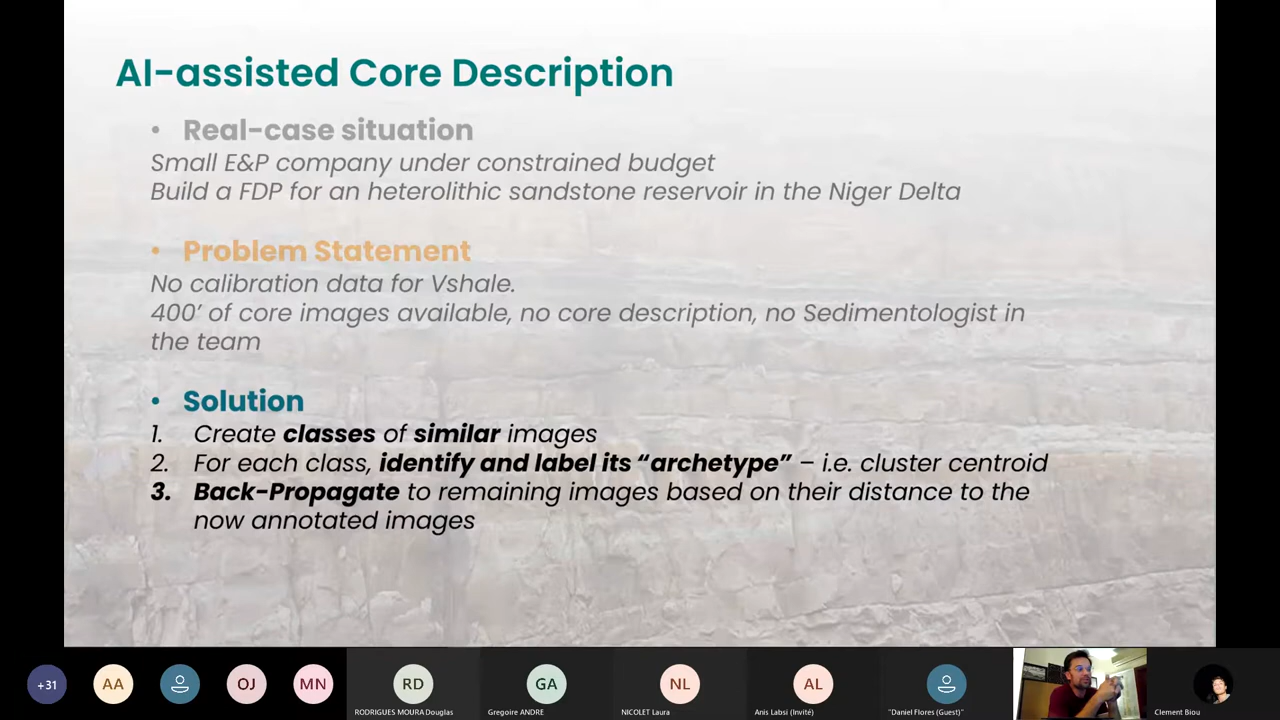 AI-assisted Core Description
• Real-case situation
Small E&P company under constrained budget
Build a FDP for an heterolithic sandstone reservoir in the Niger Delta
• Problem Statement
No calibration data for Vshale.
400’ of core images available, no core description, no Sedimentologist in
the team
• Solution
1. Create classes of similar images
2. For each class, identify and label its “archetype” – i.e. cluster centroid
3. Back-Propagate to remaining images based on their distance to the
now annotated images
+31
AA
OJ
MN
RD
GA
NL
AL
RODRIGUES MOURA Douglas
Gregoire ANDRE
NICOLET Laura
Anis Labsi (Invité)
"Daniel Flores (Guest)"
Clement Biou